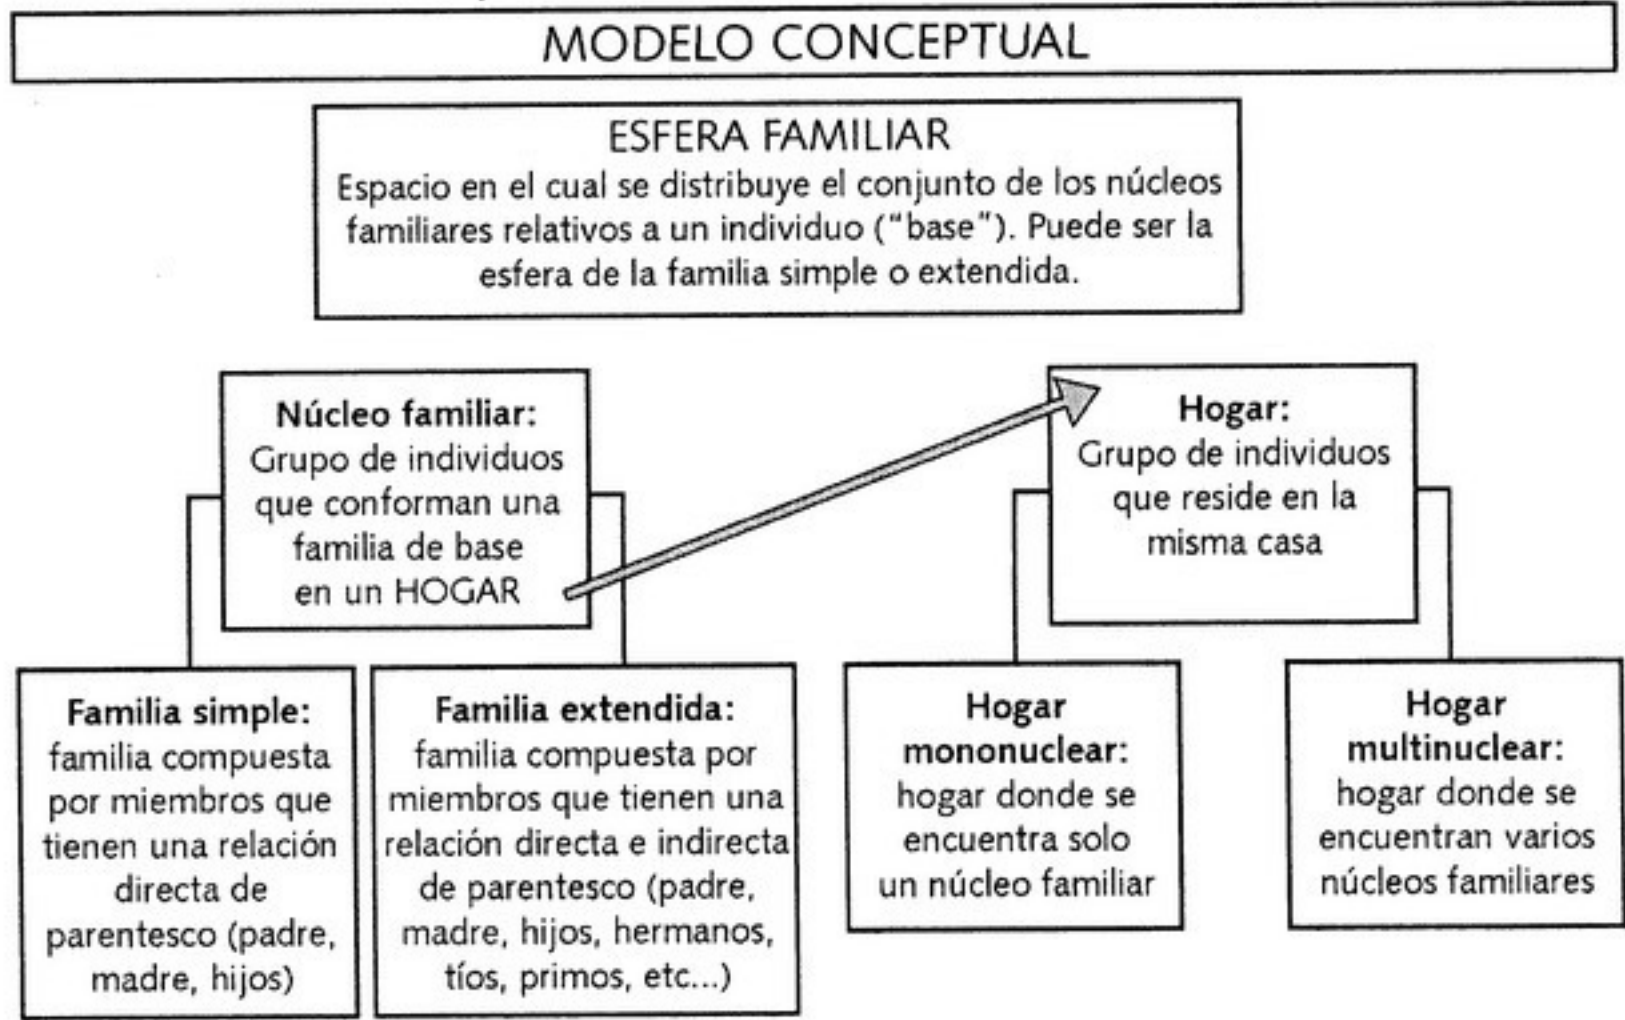 MODELO CONCEPTUAL
ESFERA FAMILIAR
Espacio en el cual se distribuye el conjunto de los núcleos
familiares relativos a un individuo ("base"). Puede ser la
esfera de la familia simple o extendida.
Núcleo familiar:
Grupo de individuos
que conforman una
familia de base
en un HOGAR
Hogar:
Grupo de individuos
que reside en la
misma casa
Familia simple:
familia compuesta
por miembros que
tienen una relación
directa de
parentesco (padre,
madre, hijos)
Familia extendida:
familia compuesta por
miembros que tienen una
relación directa e indirecta
de parentesco (padre,
madre, hijos, hermanos,
tíos, primos, etc...)
Hogar
mononuclear:
hogar donde se
encuentra solo
un núcleo familiar
Hogar
multinuclear:
hogar donde se
encuentran varios
núcleos familiares